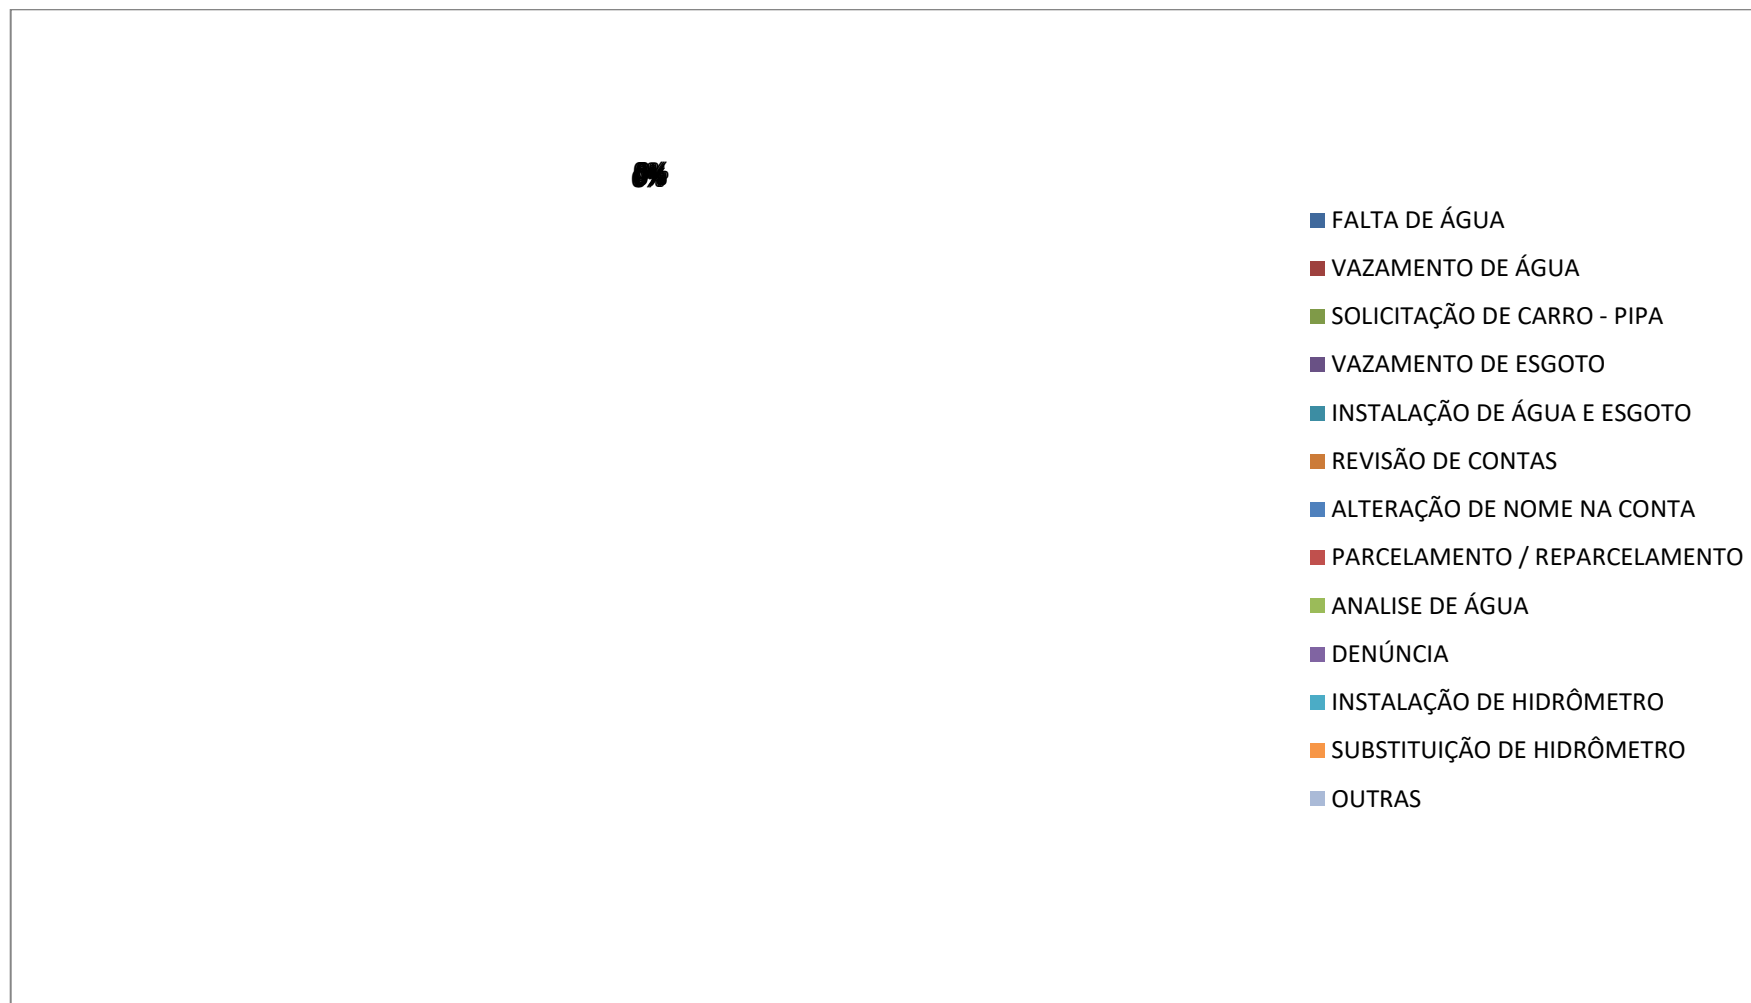 0%
FALTA DE ÁGUA
VAZAMENTO DE ÁGUA
SOLICITAÇÃO DE CARRO - PIPA
VAZAMENTO DE ESGOTO
INSTALAÇÃO DE ÁGUA E ESGOTO
REVISÃO DE CONTAS
ALTERAÇÃO DE NOME NA CONTA
PARCELAMENTO / REPARCELAMENTO
ANALISE DE ÁGUA
DENÚNCIA
INSTALAÇÃO DE HIDRÔMETRO
SUBSTITUIÇÃO DE HIDRÔMETRO
OUTRAS